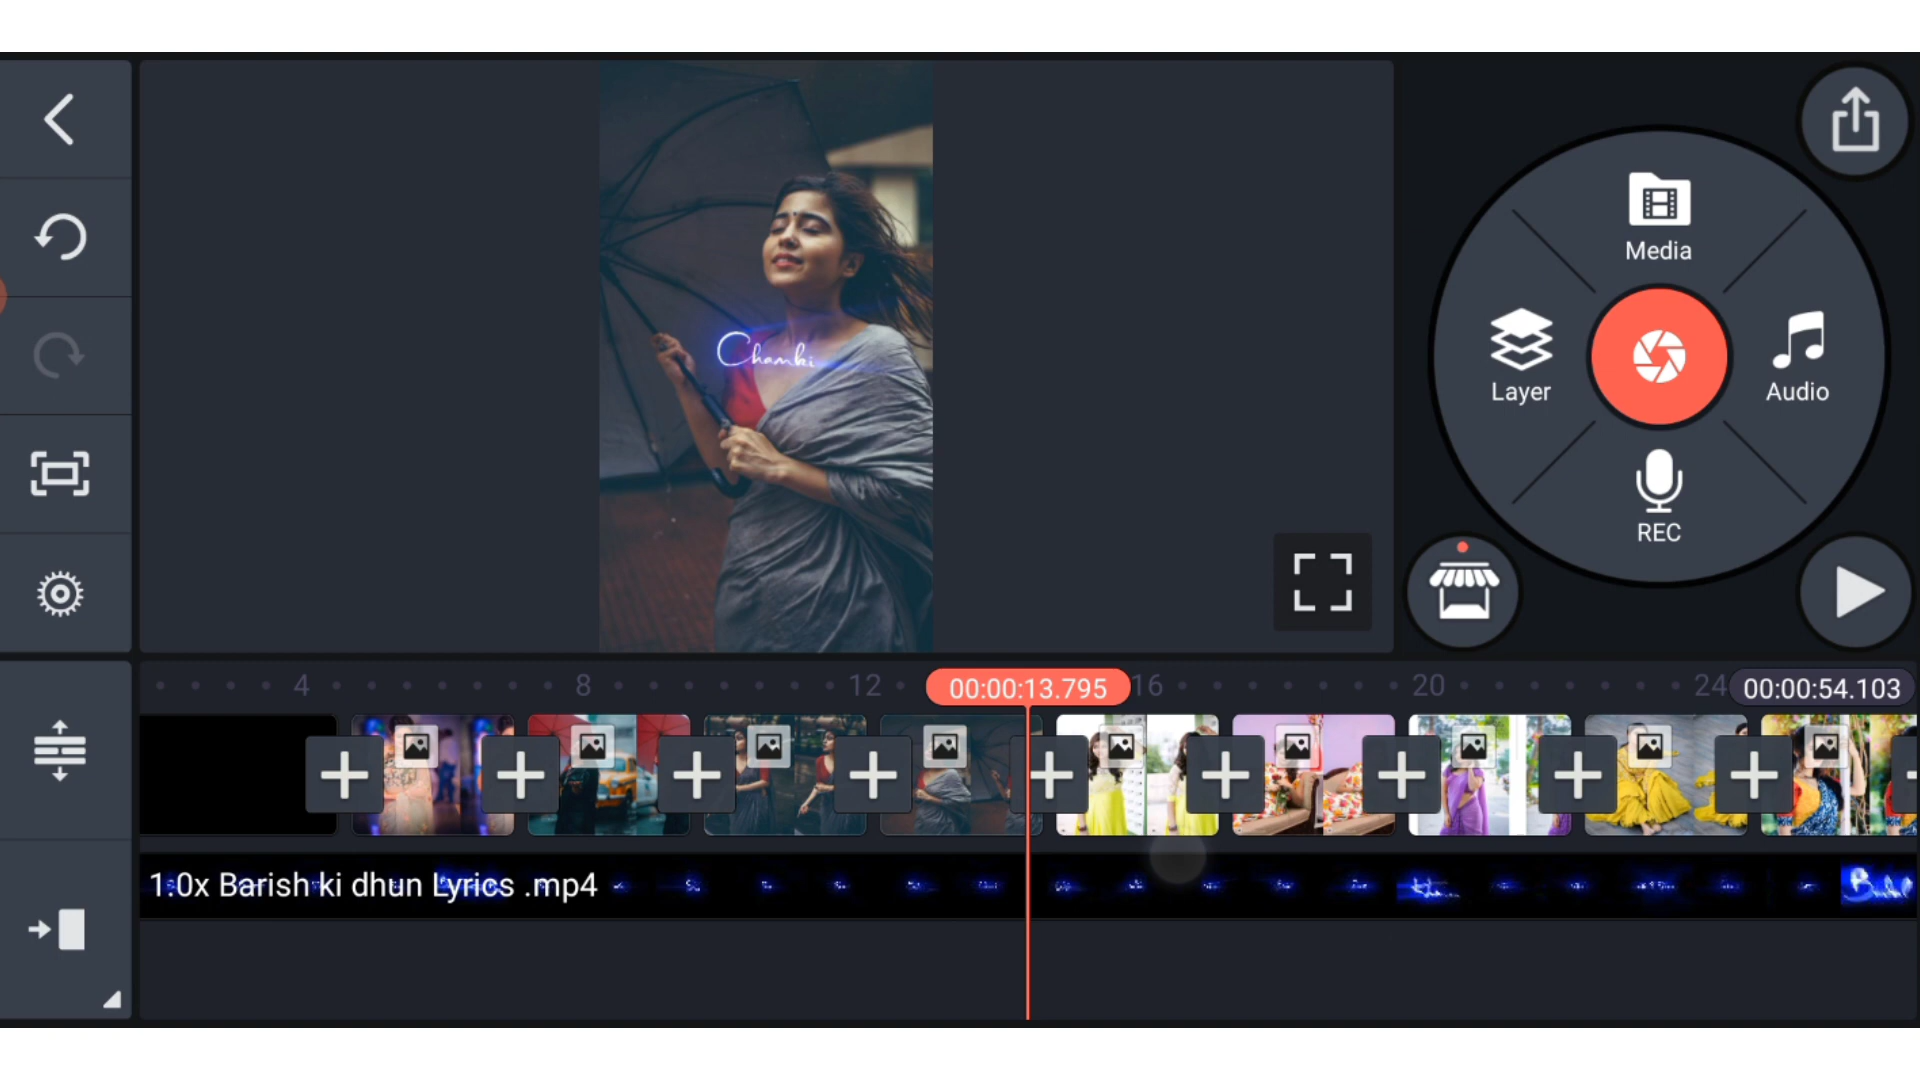 Media
Layer
Audio
REC
Chamki
4
8
12
00:00:13.795
16
20
24
00:00:54.103
1.0x Barish ki dhun Lyrics .mp4